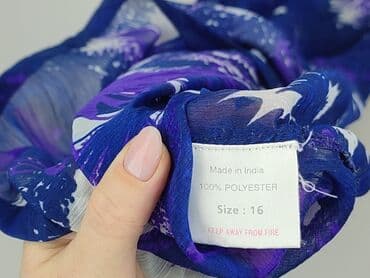 Made in India
100% POLYESTER
Size : 16
KEEP AWAY FROM FIRE